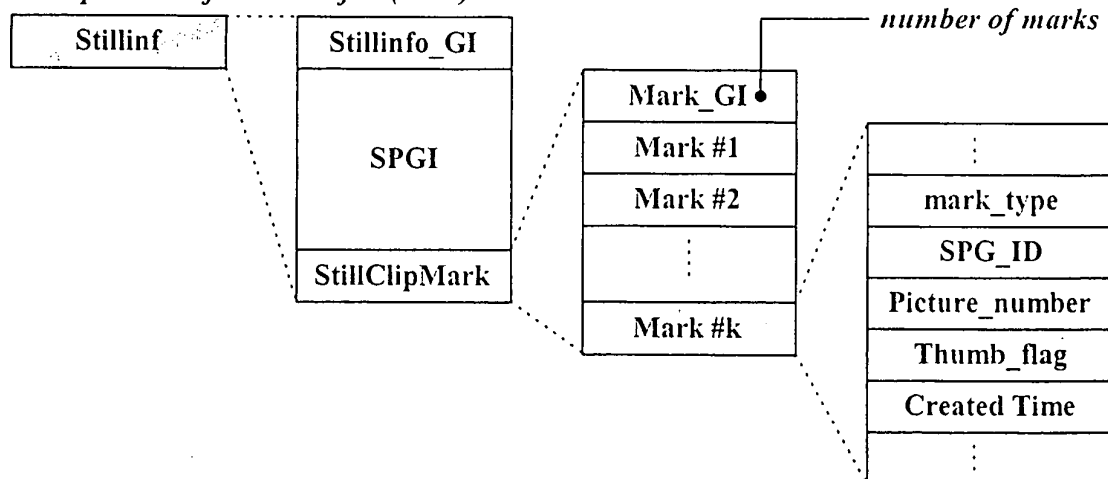 number of marks
Stillinf
Stillinfo_GI
SPGI
StillClipMark
Mark_GI
Mark #1
Mark #2
Mark #k
mark_type
SPG_ID
Picture_number
Thumb_flag
Created Time